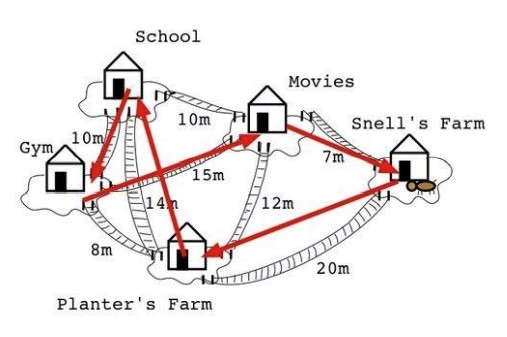 School
Movies
Snell's Farm
10m
10m
Gym
7m
15m
14m
12m
8m
20m
Planter's Farm